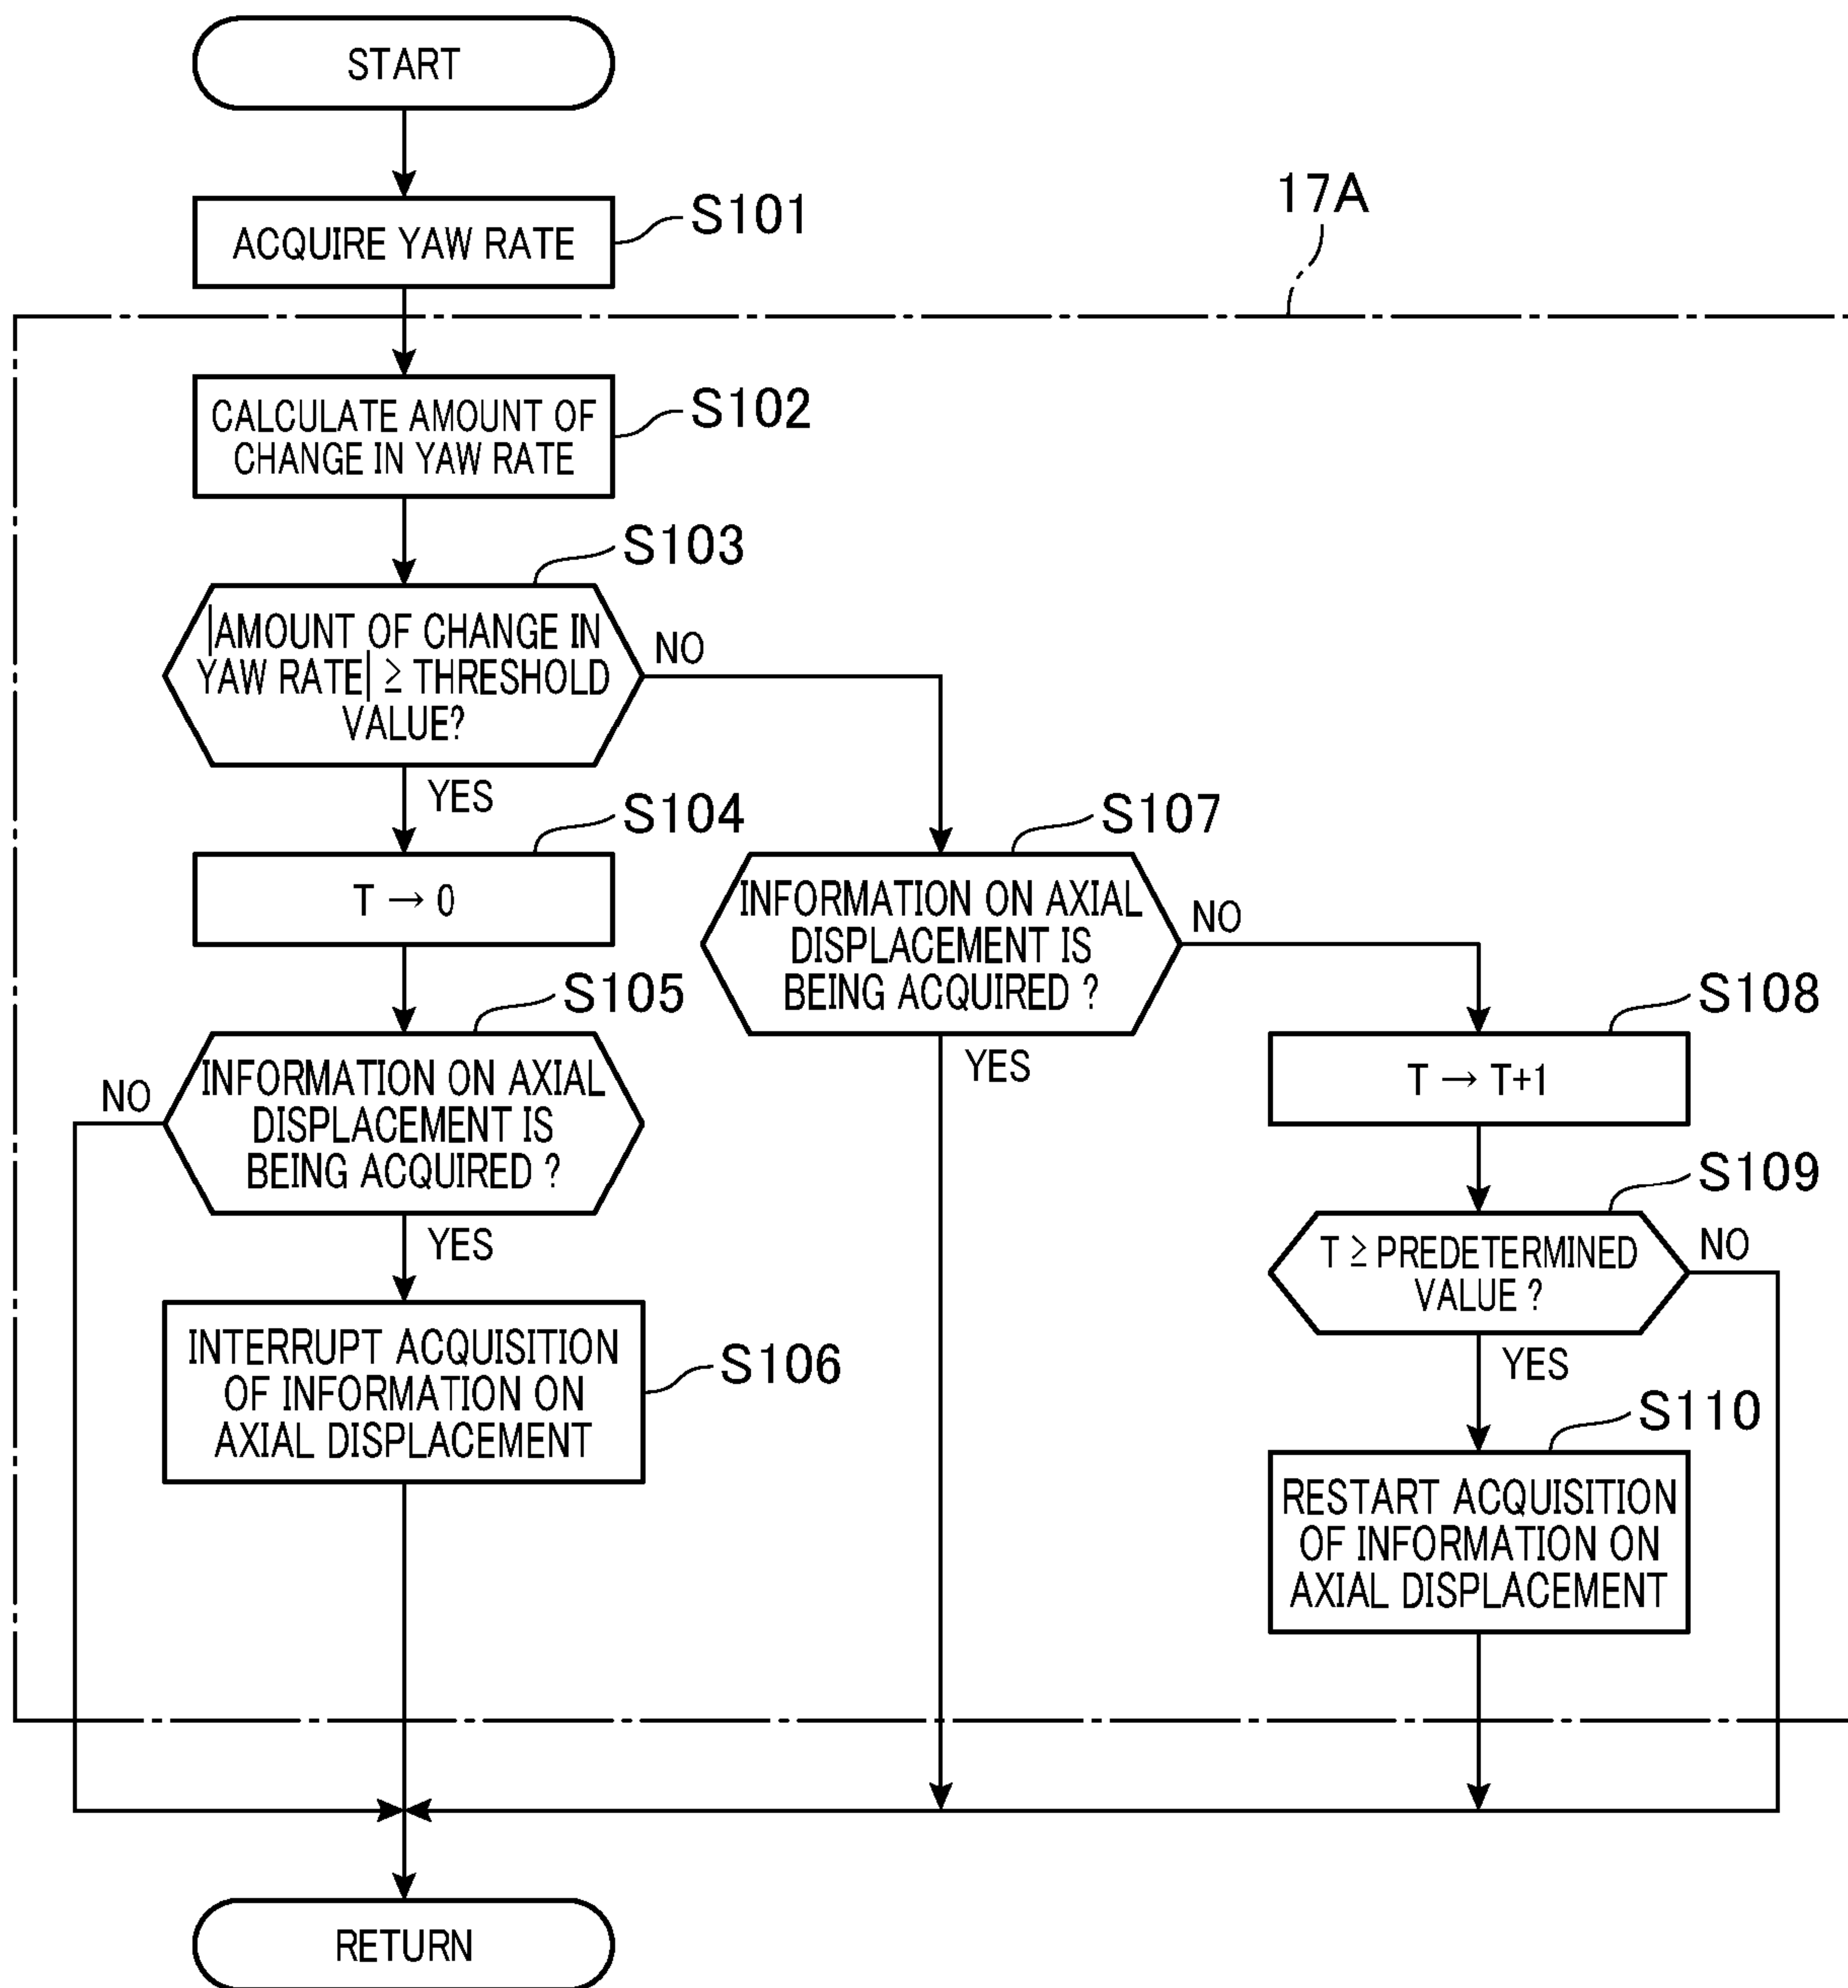 START
ACQUIRE YAW RATE
S101
17A
CALCULATE AMOUNT OF
CHANGE IN YAW RATE
S102
S103
|AMOUNT OF CHANGE IN
YAW RATE| ≧ THRESHOLD
VALUE?
NO
YES
S104
T → 0
S105
INFORMATION ON AXIAL
DISPLACEMENT IS
BEING ACQUIRED ?
NO
YES
INTERRUPT ACQUISITION
OF INFORMATION ON
AXIAL DISPLACEMENT
S106
S107
INFORMATION ON AXIAL
DISPLACEMENT IS
BEING ACQUIRED ?
NO
YES
S108
T → T+1
S109
T ≧ PREDETERMINED
VALUE ?
NO
YES
S110
RESTART ACQUISITION
OF INFORMATION ON
AXIAL DISPLACEMENT
RETURN